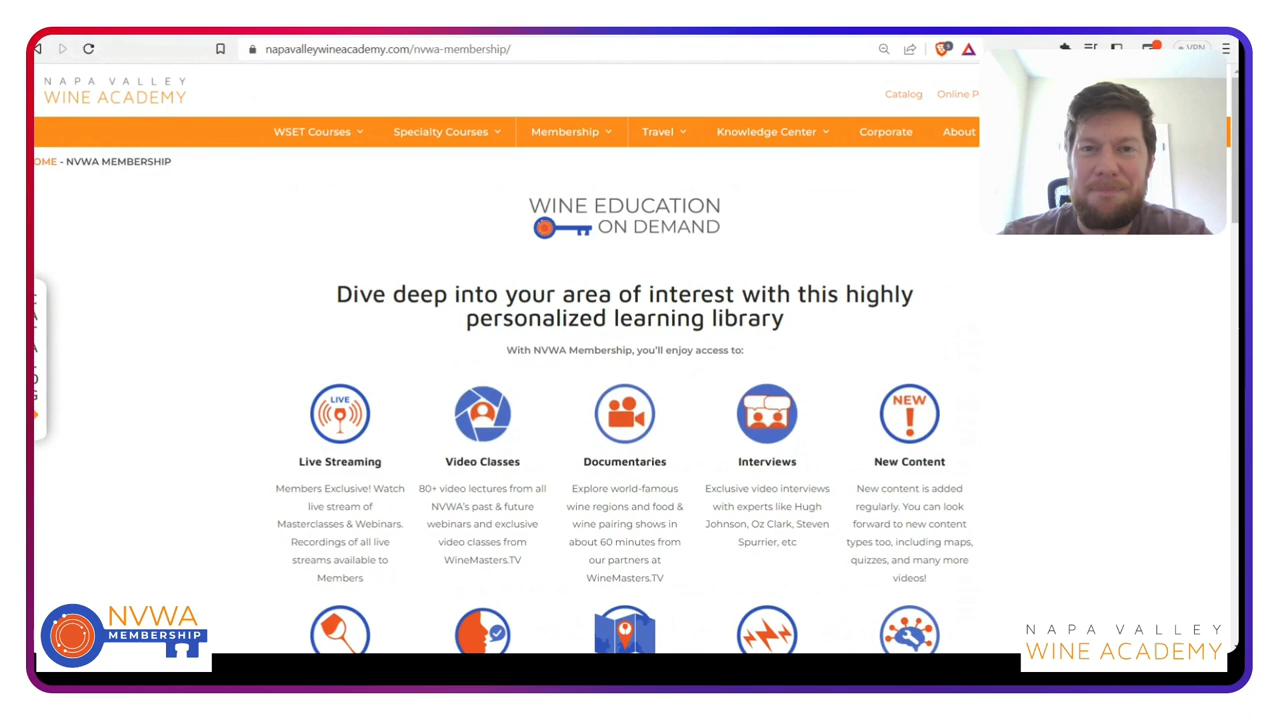 napavalleywineacademy.com/nvwa-membership/
VPN
NAPA VALLEY
WINE ACADEMY
Catalog Online P
WSET Courses Specialty Courses Membership Travel Knowledge Center Corporate About
OME - NVWA MEMBERSHIP
WINE EDUCATION
ON DEMAND
Dive deep into your area of interest with this highly
personalized learning library
With NVWA Membership, you'll enjoy access to:
LIVE
NEW
Live Streaming
Members Exclusive! Watch
live stream of
Masterclasses & Webinars.
Recordings of all live
streams available to
Members
Video Classes
80+ video lectures from all
NVWA's past & future
webinars and exclusive
video classes from
WineMasters.TV
Documentaries
Explore world-famous
wine regions and food &
wine pairing shows in
about 60 minutes from
our partners at
WineMasters.TV
Interviews
Exclusive video interviews
with experts like Hugh
Johnson, Oz Clark, Steven
Spurrier, etc
New Content
New content is added
regularly. You can look
forward to new content
types too, including maps,
quizzes, and many more
videos!
NVWA
MEMBERSHIP
NAPA VALLEY
WINE ACADEMY